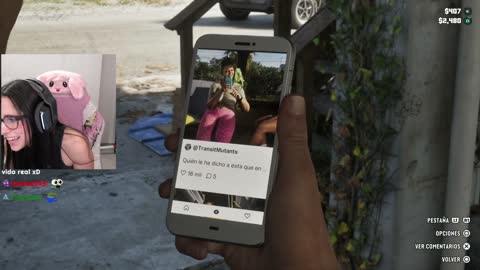 $407
$2,480
@TransitMutants
Quién le ha dicho a esta que en ...
16 mil
5
vido real xD
PESTAÑA
OPCIONES
VER COMENTARIOS
VOLVER